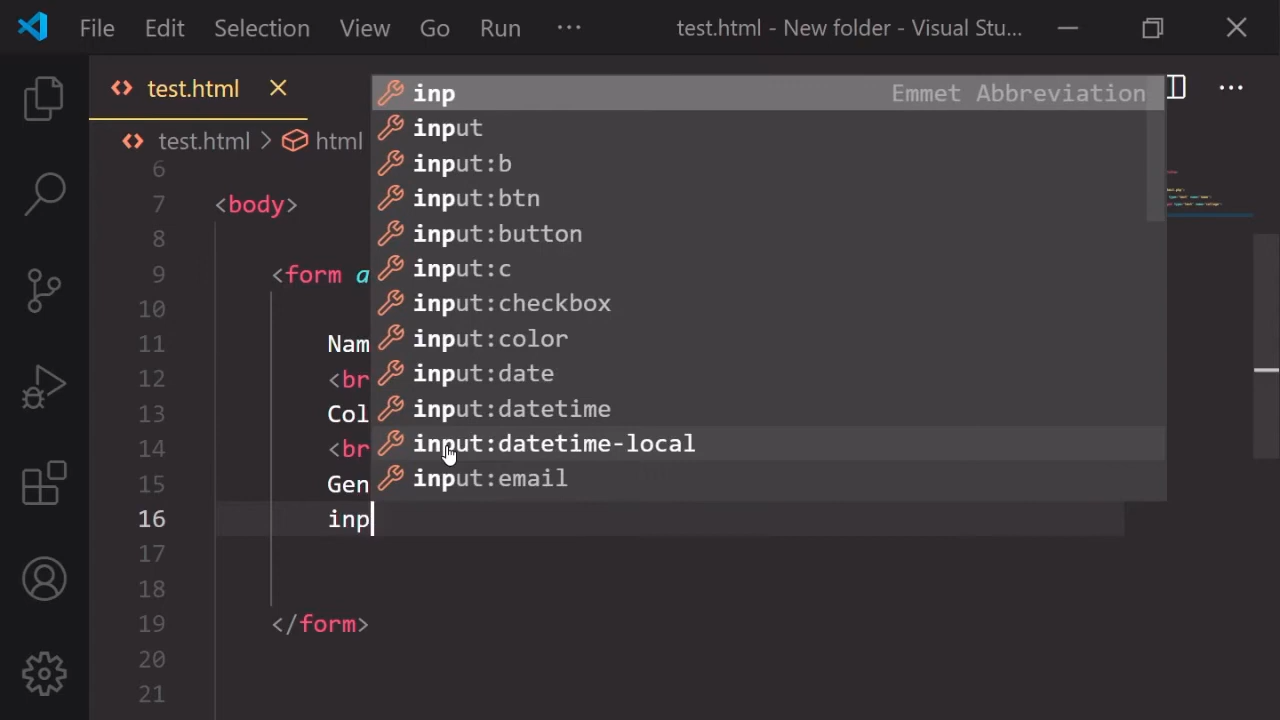 File Edit Selection View Go Run ··· test.html - New folder - Visual Stu...
test.html
test.html > html
inp Emmet Abbreviation
input
input:b
input:btn
input:button
input:c
input:checkbox
input:color
input:date
input:datetime
input:datetime-local
input:email
6
7 <body>
8
9 <form a
10
11 Nam
12 <br
13 Col
14 <br
15 Gen
16 inp
17
18
19 </form>
20
21